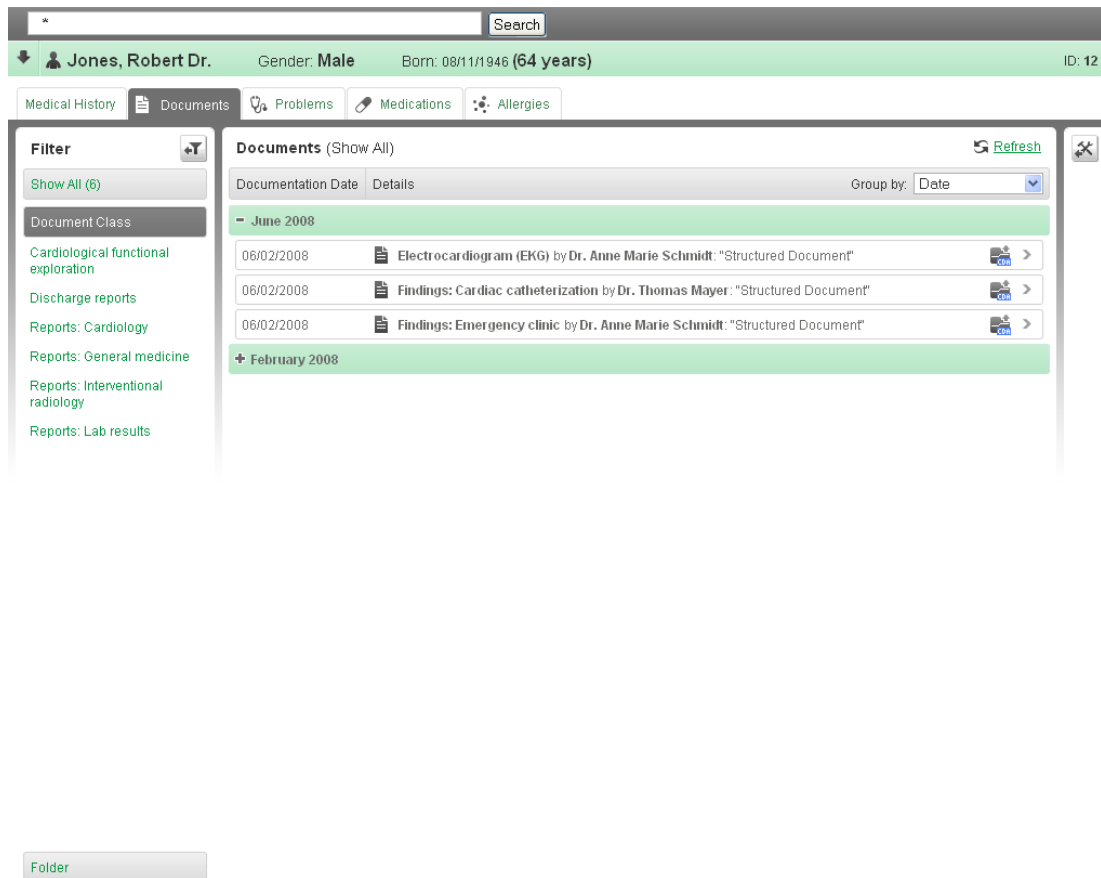 * Search
Jones, Robert Dr. Gender: Male Born: 08/11/1946 (64 years) ID: 12
Medical History Documents Problems Medications Allergies
Filter
Show All (6)
Document Class
Cardiological functional
exploration
Discharge reports
Reports: Cardiology
Reports: General medicine
Reports: Interventional
radiology
Reports: Lab results
Folder
Documents (Show All) Refresh
Documentation Date Details Group by: Date
June 2008
06/02/2008 Electrocardiogram (EKG) by Dr. Anne Marie Schmidt: "Structured Document" CDA
06/02/2008 Findings: Cardiac catheterization by Dr. Thomas Mayer: "Structured Document" CDA
06/02/2008 Findings: Emergency clinic by Dr. Anne Marie Schmidt: "Structured Document" CDA
February 2008